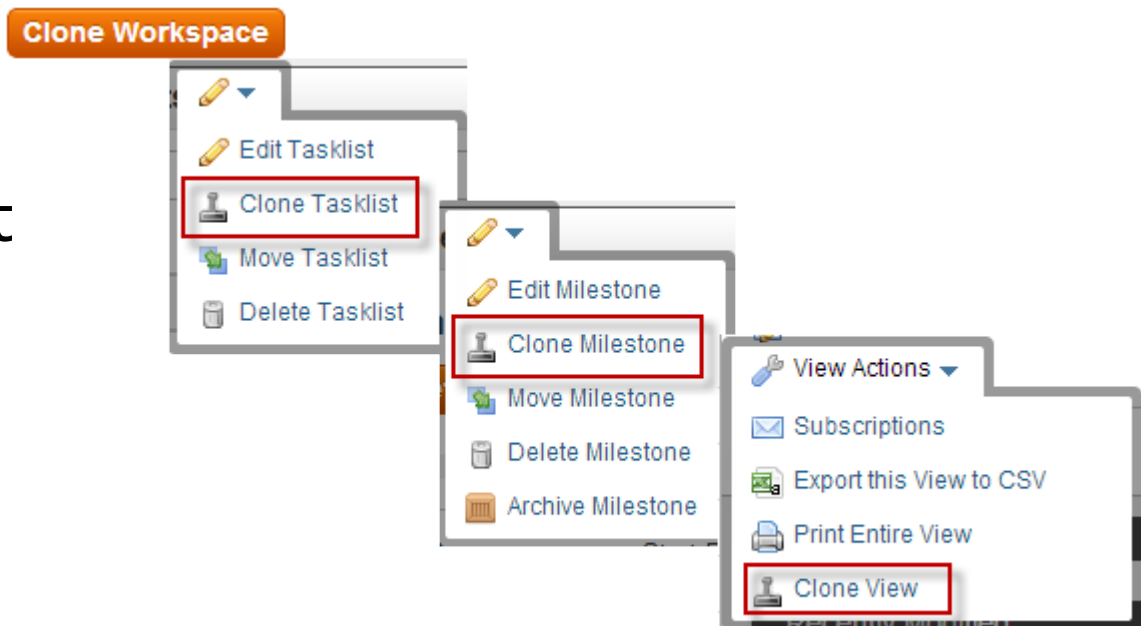 Clone Workspace
Edit Tasklist
Clone Tasklist
Move Tasklist
Delete Tasklist
Edit Milestone
Clone Milestone
Move Milestone
Delete Milestone
Archive Milestone
View Actions
Subscriptions
Export this View to CSV
Print Entire View
Clone View